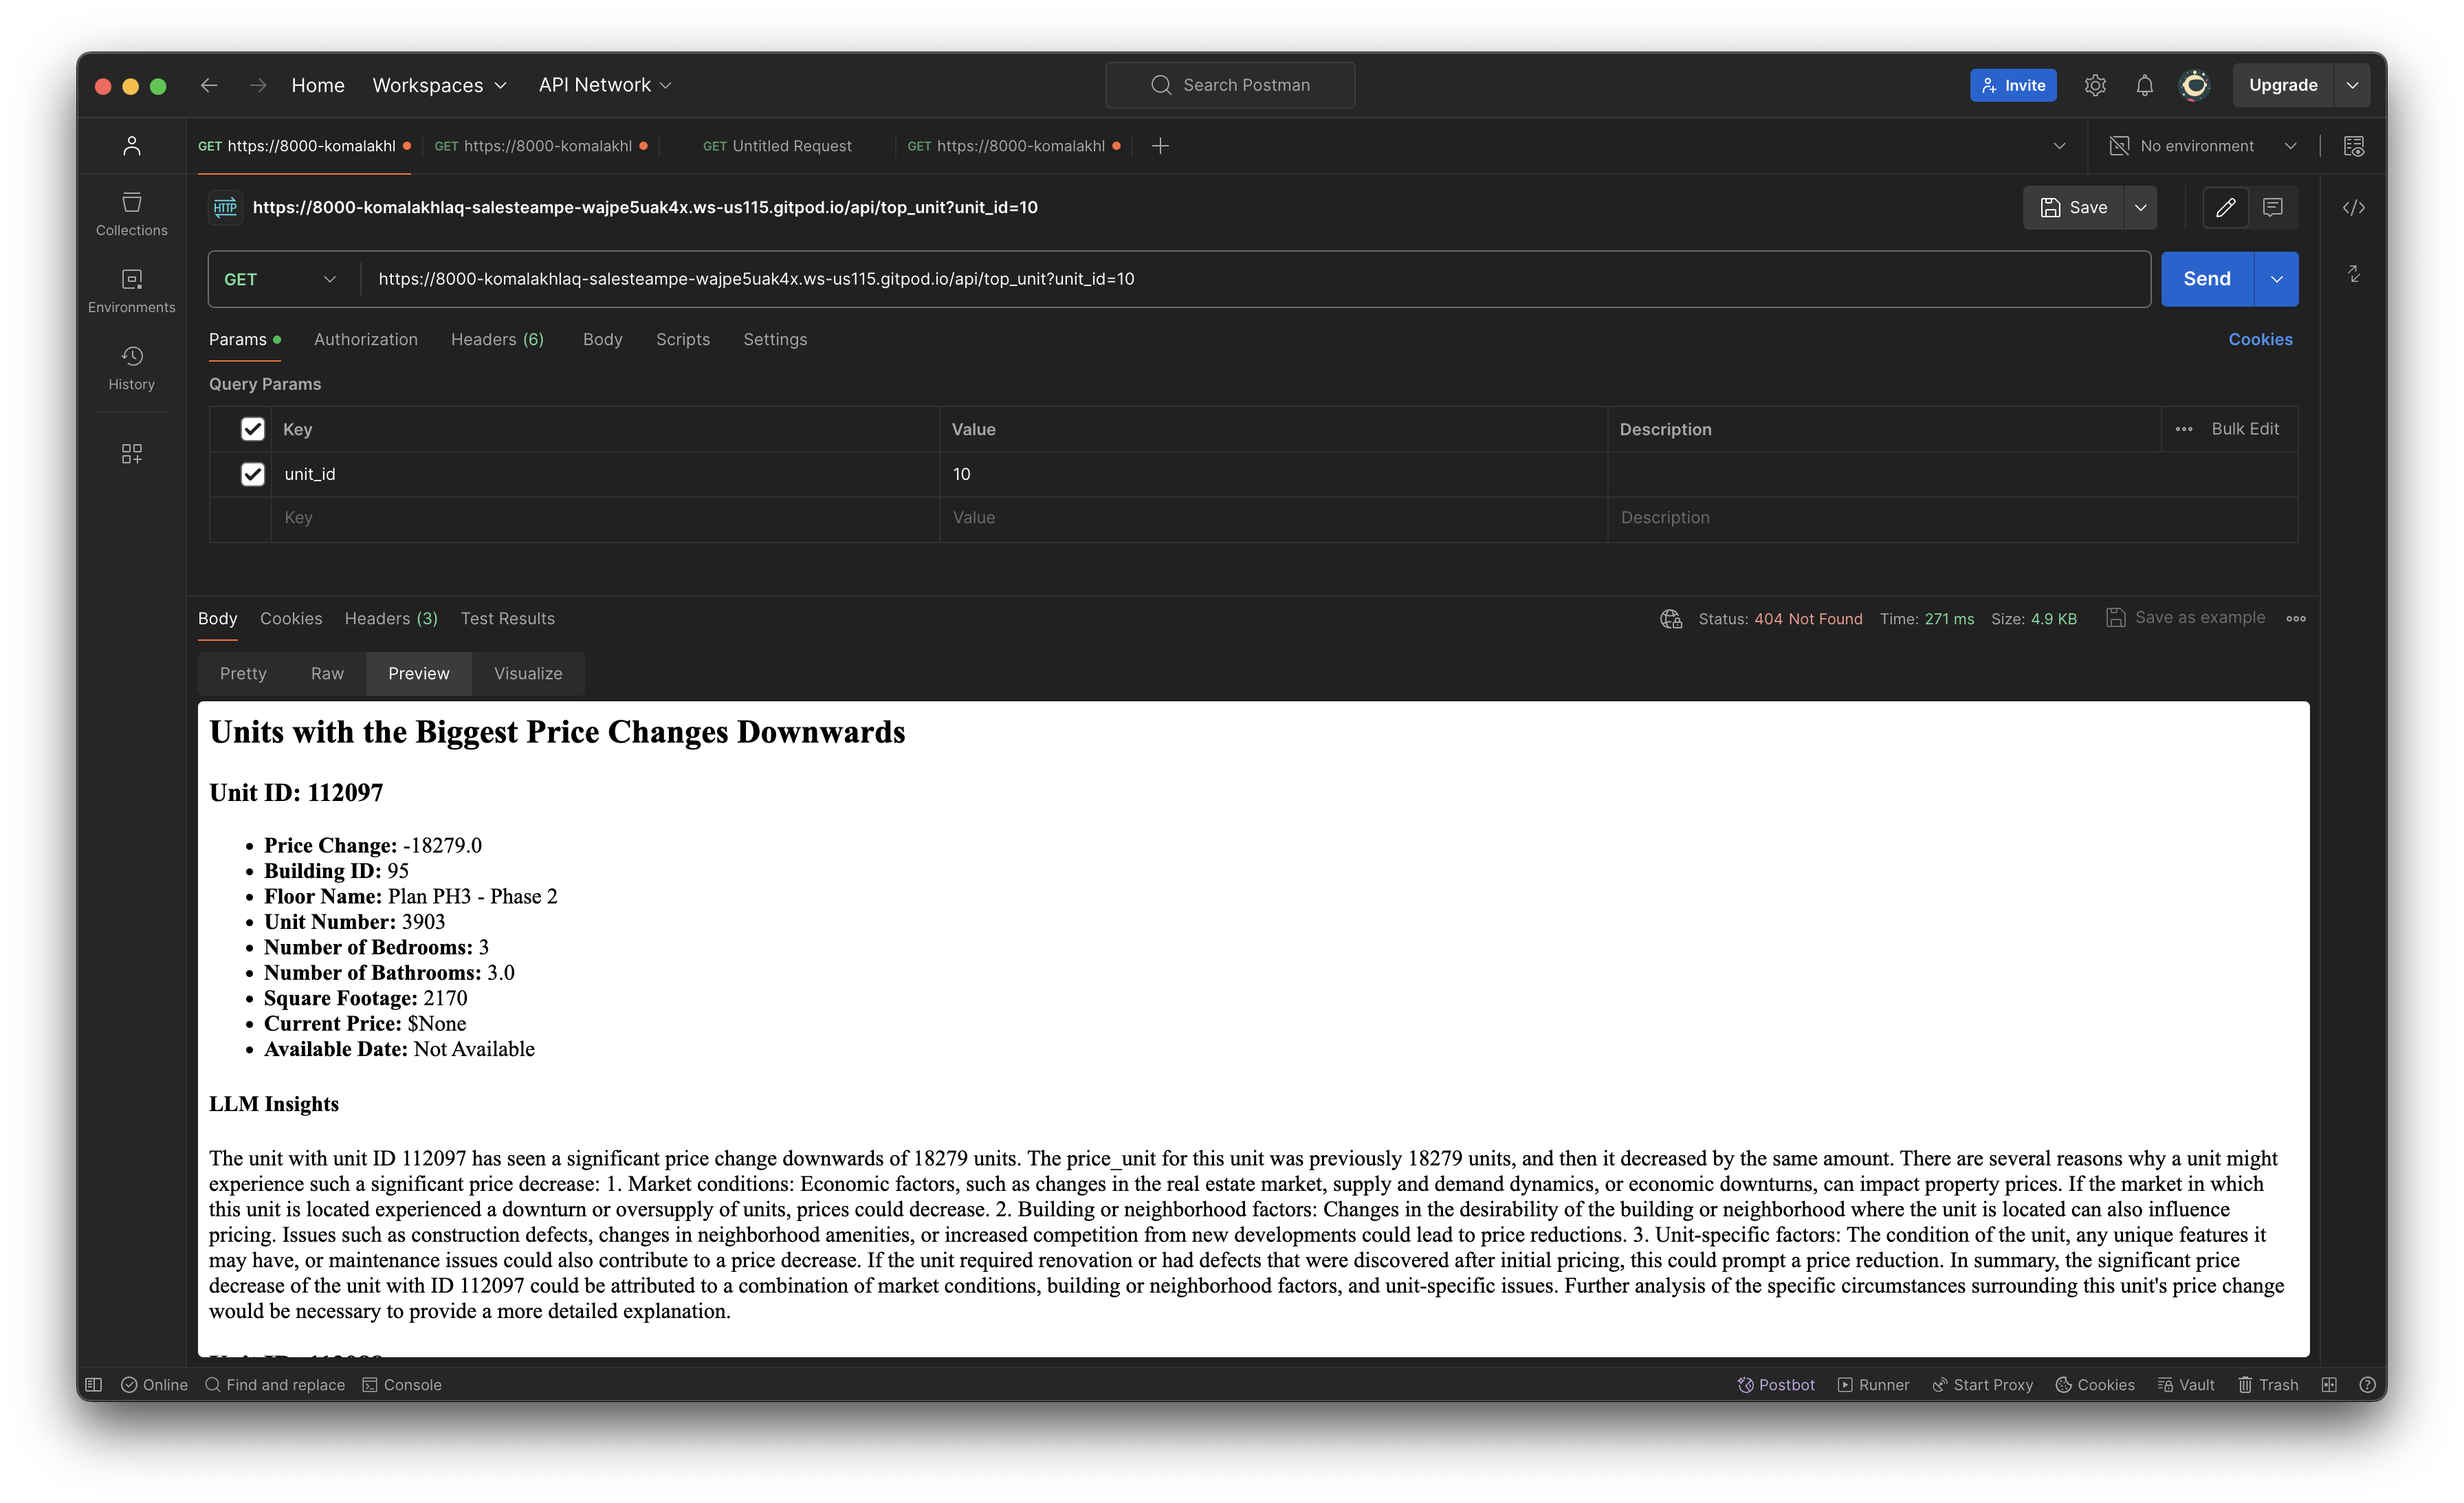 Home
Workspaces
API Network
Search Postman
Invite
Upgrade
GET https://8000-komalakhl
GET https://8000-komalakhl
GET Untitled Request
GET https://8000-komalakhl
No environment
HTTP
https://8000-komalakhlaq-salesteampe-wajpe5uak4x.ws-us115.gitpod.io/api/top_unit?unit_id=10
Save
Collections
Environments
History
GET
https://8000-komalakhlaq-salesteampe-wajpe5uak4x.ws-us115.gitpod.io/api/top_unit?unit_id=10
Send
Params
Authorization
Headers (6)
Body
Scripts
Settings
Cookies
Query Params
Key
Value
Description
Bulk Edit
unit_id
10
Key
Value
Description
Body
Cookies
Headers (3)
Test Results
Status: 404 Not Found
Time: 271 ms
Size: 4.9 KB
Save as example
Pretty
Raw
Preview
Visualize
Units with the Biggest Price Changes Downwards
Unit ID: 112097
• Price Change: -18279.0
• Building ID: 95
• Floor Name: Plan PH3 - Phase 2
• Unit Number: 3903
• Number of Bedrooms: 3
• Number of Bathrooms: 3.0
• Square Footage: 2170
• Current Price: $None
• Available Date: Not Available
LLM Insights
The unit with unit ID 112097 has seen a significant price change downwards of 18279 units. The price_unit for this unit was previously 18279 units, and then it decreased by the same amount. There are several reasons why a unit might
experience such a significant price decrease: 1. Market conditions: Economic factors, such as changes in the real estate market, supply and demand dynamics, or economic downturns, can impact property prices. If the market in which
this unit is located experienced a downturn or oversupply of units, prices could decrease. 2. Building or neighborhood factors: Changes in the desirability of the building or neighborhood where the unit is located can also influence
pricing. Issues such as construction defects, changes in neighborhood amenities, or increased competition from new developments could lead to price reductions. 3. Unit-specific factors: The condition of the unit, any unique features it
may have, or maintenance issues could also contribute to a price decrease. If the unit required renovation or had defects that were discovered after initial pricing, this could prompt a price reduction. In summary, the significant price
decrease of the unit with ID 112097 could be attributed to a combination of market conditions, building or neighborhood factors, and unit-specific issues. Further analysis of the specific circumstances surrounding this unit's price change
would be necessary to provide a more detailed explanation.
Online
Find and replace
Console
Postbot
Runner
Start Proxy
Cookies
Vault
Trash